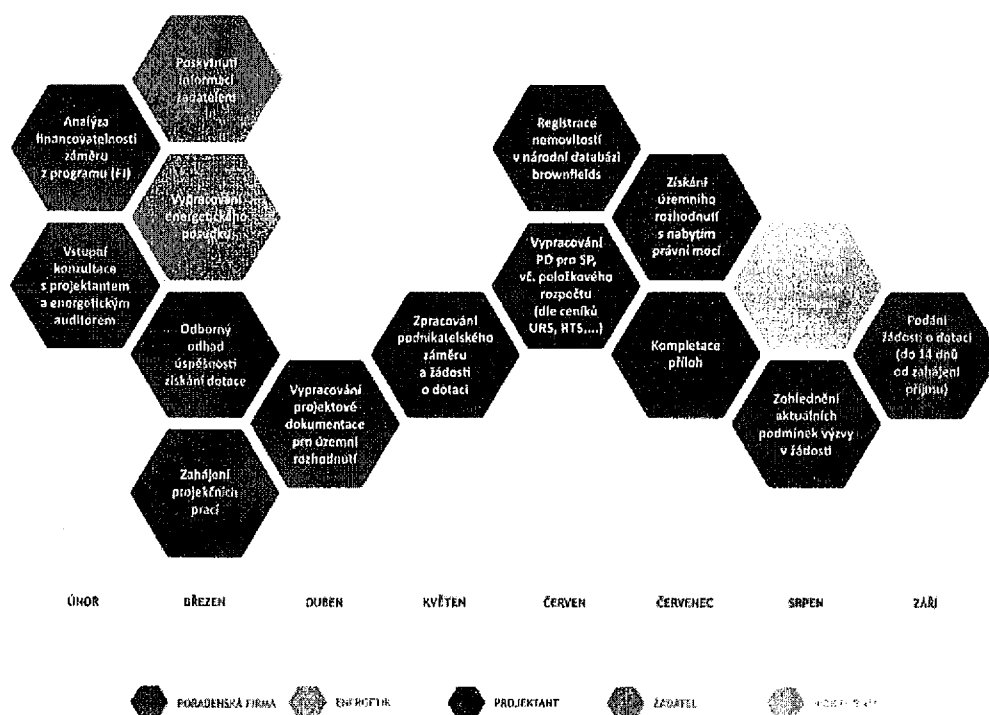 Poskytnutí
informací
žadatelem
Analýza
financovatelnosti
záměru
z programu (FI)
Vypracování
energetického
posudku
Vstupní
konzultace
s projektantem
a energetickým
auditorem
Odborný
odhad
úspěšnosti
získání dotace
Zahájení
projekčních
prací
Vypracování
projektové
dokumentace
pro územní
rozhodnutí
Zpracování
podnikatelského
záměru
a žádosti
o dotaci
Registrace
nemovitostí
v národní databázi
brownfields
Vypracování
PD pro SP,
vč. položkového
rozpočtu
(dle ceníků
URS, RTS,...)
Získání
územního
rozhodnutí
s nabytím
právní moci
Kompletace
příloh
Zohlednění
aktuálních
podmínek výzvy
v žádosti
Podání
žádosti o dotaci
(do 14 dnů
od zahájení
příjmu)
ÚNOR BŘEZEN DUBEN KVĚTEN ČERVEN ČERVENEC SRPEN ZÁŘÍ
PORADENSKÁ FIRMA ENERGETIK PROJEKTANT ŽADATEL